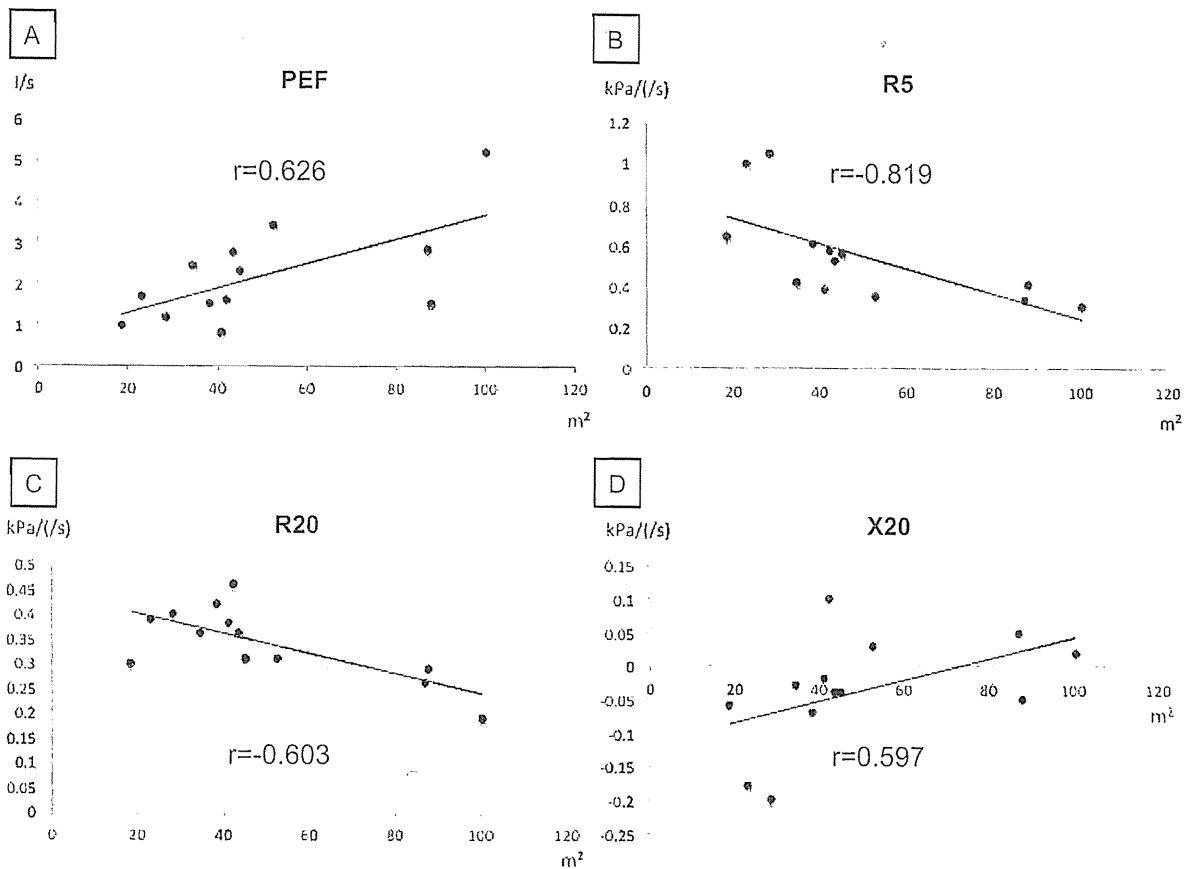 A
l/s
PEF
6
5
4
3
2
1
0
r=0.626
0 20 40 60 80 100 120
m²
B
kPa/(/s)
R5
1.2
1
0.8
0.6
0.4
0.2
0
r=-0.819
0 20 40 60 80 100 120
m²
C
kPa/(/s)
R20
0.5
0.45
0.4
0.35
0.3
0.25
0.2
0.15
0.1
0.05
0
r=-0.603
0 20 40 60 80 100 120
m²
D
kPa/(/s)
X20
0.15
0.1
0.05
0
-0.05
-0.1
-0.15
-0.2
-0.25
0 20 40 60 80 100 120
m²
r=0.597